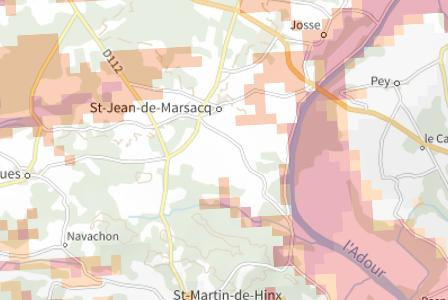 Josse
D112
Pey
St-Jean-de-Marsacq
le Ca
ues
Navachon
l'Adour
St-Martin-de-Hinx